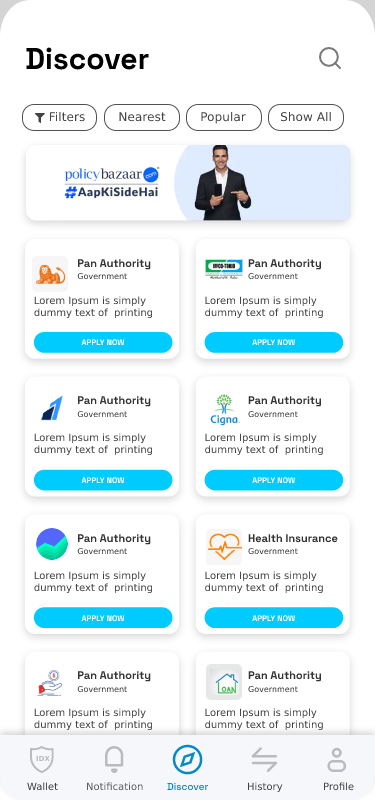 Discover
Filters
Nearest
Popular
Show All
policybazaar.com
#AapKiSideHai
Pan Authority
Government
Lorem Ipsum is simply
dummy text of printing
APPLY NOW
IFFCO-TOKIO
Pan Authority
Government
Lorem Ipsum is simply
dummy text of printing
APPLY NOW
Pan Authority
Government
Lorem Ipsum is simply
dummy text of printing
APPLY NOW
Cigna
Pan Authority
Government
Lorem Ipsum is simply
dummy text of printing
APPLY NOW
Pan Authority
Government
Lorem Ipsum is simply
dummy text of printing
APPLY NOW
Health Insurance
Government
Lorem Ipsum is simply
dummy text of printing
APPLY NOW
Pan Authority
Government
Lorem Ipsum is simply
dummy text of printing
LOAN
Pan Authority
Government
Lorem Ipsum is simply
dummy text of printing
IDX
Wallet
Notification
Discover
History
Profile